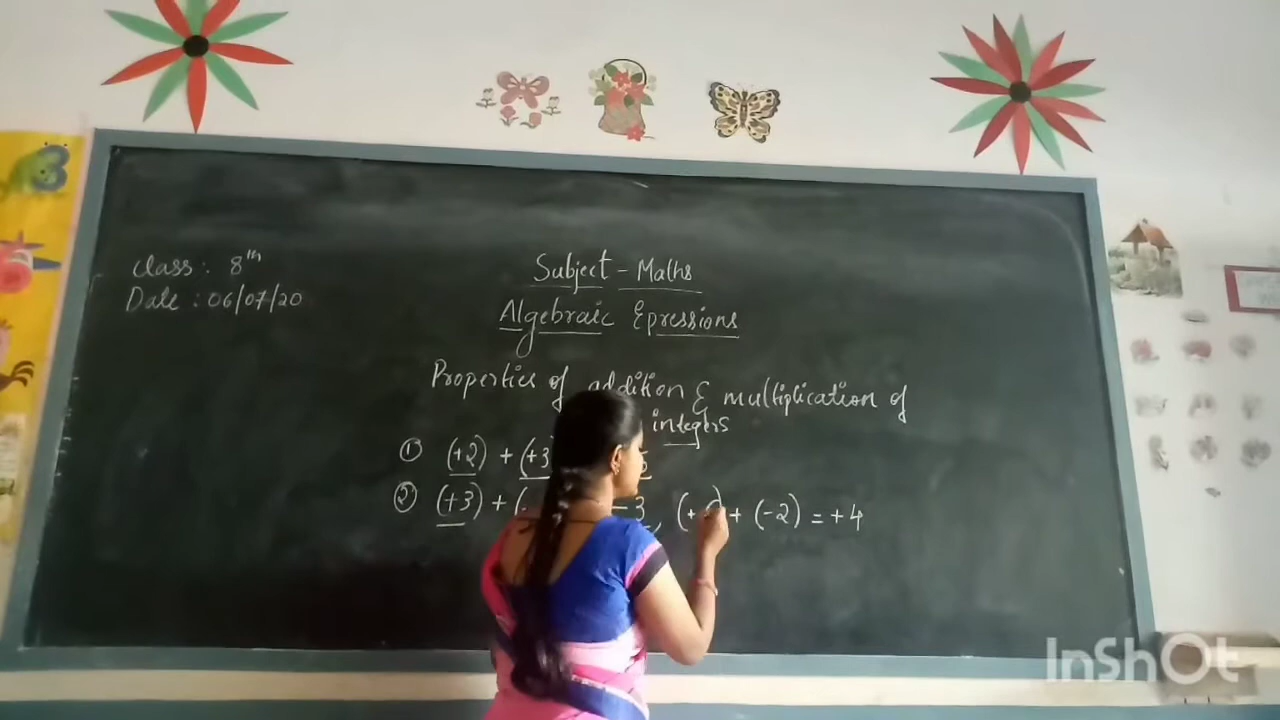 Class : 8th
Date : 06/07/20
Subject - Maths
Algebraic Epressions
Properties of addition & multiplication of
integers
① (+2) + (+3
② (+3) + ( - 3, (+ + (-2) = +4
InShOt